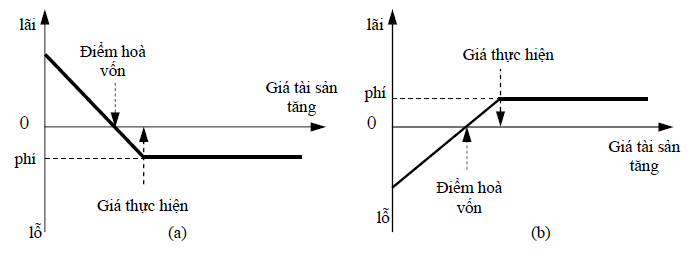 lãi
Điểm hoà
vốn
Giá tài sản
tăng
0
phí
Giá thực hiện
lỗ
(a)
lãi
Giá thực hiện
phí
0
Giá tài sản
tăng
Điểm hoà
vốn
lỗ
(b)